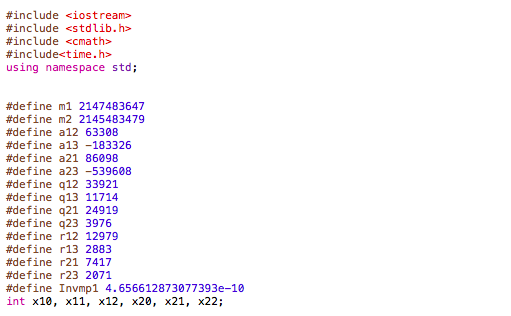 #include <iostream>
#include <stdlib.h>
#include <cmath>
#include<time.h>
using namespace std;
#define m1 2147483647
#define m2 2145483479
#define a12 63308
#define a13 -183326
#define a21 86098
#define a23 -539608
#define q12 33921
#define q13 11714
#define q21 24919
#define q23 3976
#define r12 12979
#define r13 2883
#define r21 7417
#define r23 2071
#define Invmp1 4.656612873077393e-10
int x10, x11, x12, x20, x21, x22;